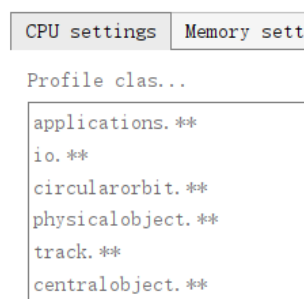 CPU settings Memory sett
Profile clas...
applications.**
io.**
circularorbit.**
physicalobject.**
track.**
centralobject.**